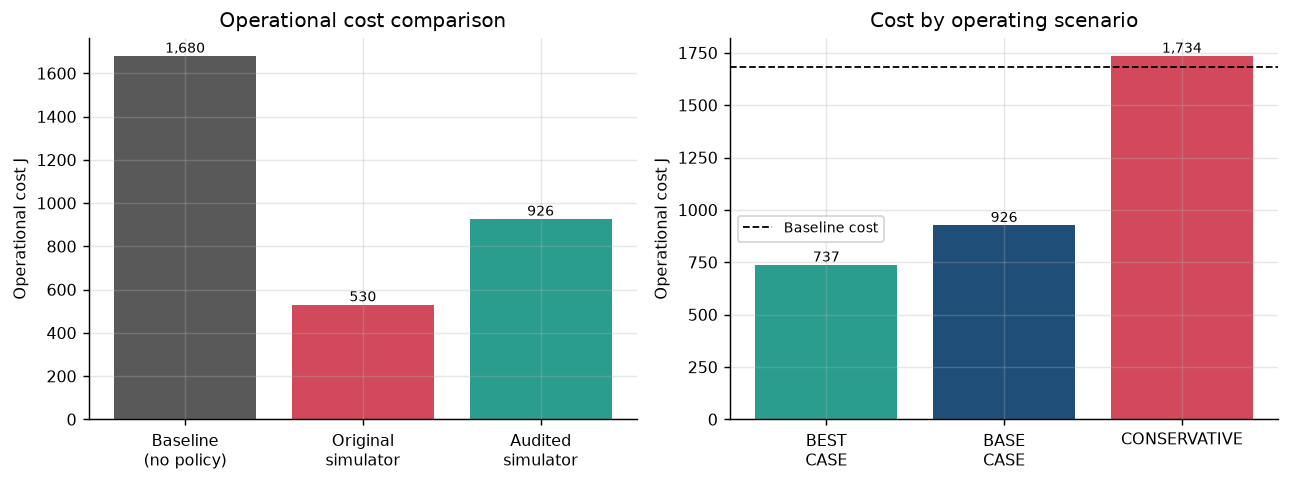 Operational cost comparison
Operational cost J
1600
1400
1200
1000
800
600
400
200
0
1,680
530
926
Baseline
(no policy)
Original
simulator
Audited
simulator
Cost by operating scenario
Operational cost J
1750
1500
1250
1000
750
500
250
0
1,734
926
737
Baseline cost
BEST
CASE
BASE
CASE
CONSERVATIVE